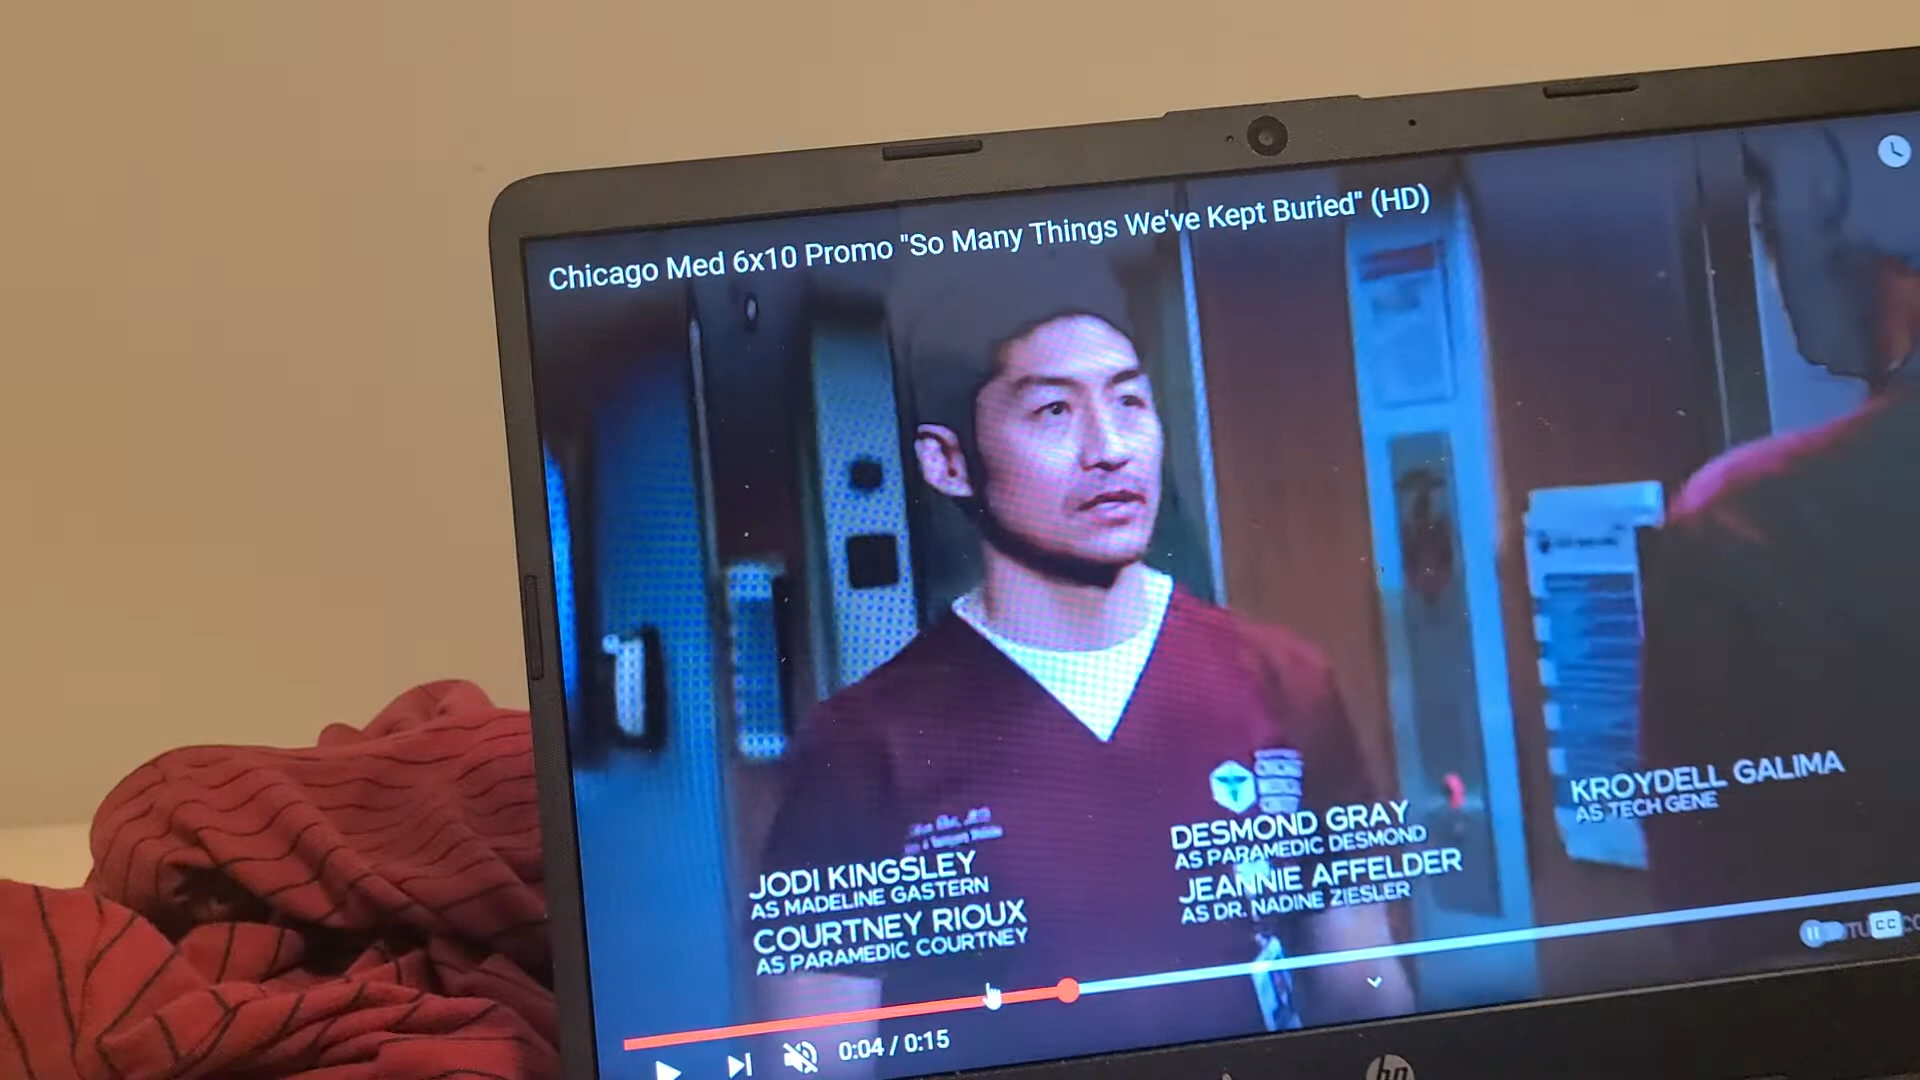 Chicago Med 6x10 Promo "So Many Things We've Kept Buried" (HD)
JODI KINGSLEY
AS MADELINE GASTERN
COURTNEY RIOUX
AS PARAMEDIC COURTNEY
DESMOND GRAY
AS PARAMEDIC DESMOND
JEANNIE AFFELDER
AS DR. NADINE ZIESLER
KROYDELL GALIMA
AS TECH GENE
CC
0:04 / 0:15
hp